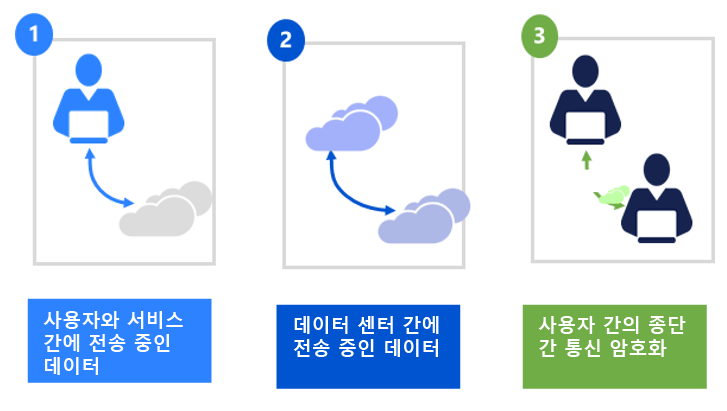 1
2
3
사용자와 서비스
간에 전송 중인
데이터
데이터 센터 간에
전송 중인 데이터
사용자 간의 종단
간 통신 암호화